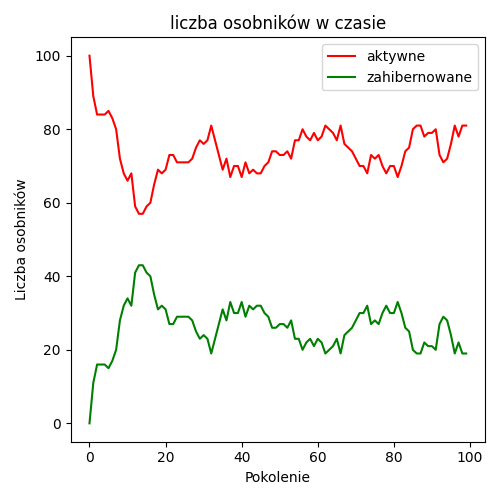 liczba osobników w czasie
aktywne
zahibernowane
Liczba osobników
100
80
60
40
20
0
0 20 40 60 80 100
Pokolenie